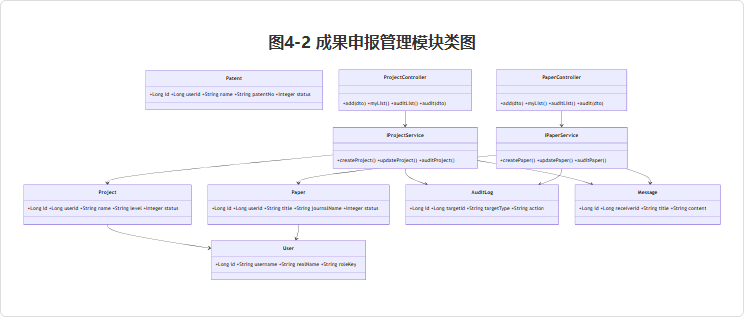 图4-2 成果申报管理模块类图
Patent
+Long id +Long userId +String name +String patentNo +Integer status
ProjectController
+add(dto) +myList() +auditList() +audit(dto)
PaperController
+add(dto) +myList() +auditList() +audit(dto)
IProjectService
+createProject() +updateProject() +auditProject()
IPaperService
+createPaper() +updatePaper() +auditPaper()
Project
+Long id +Long userId +String name +String level +Integer status
Paper
+Long id +Long userId +String title +String journalName +Integer status
AuditLog
+Long id +Long targetId +String targetType +String action
Message
+Long id +Long receiverId +String title +String content
User
+Long id +String username +String realName +String roleKey